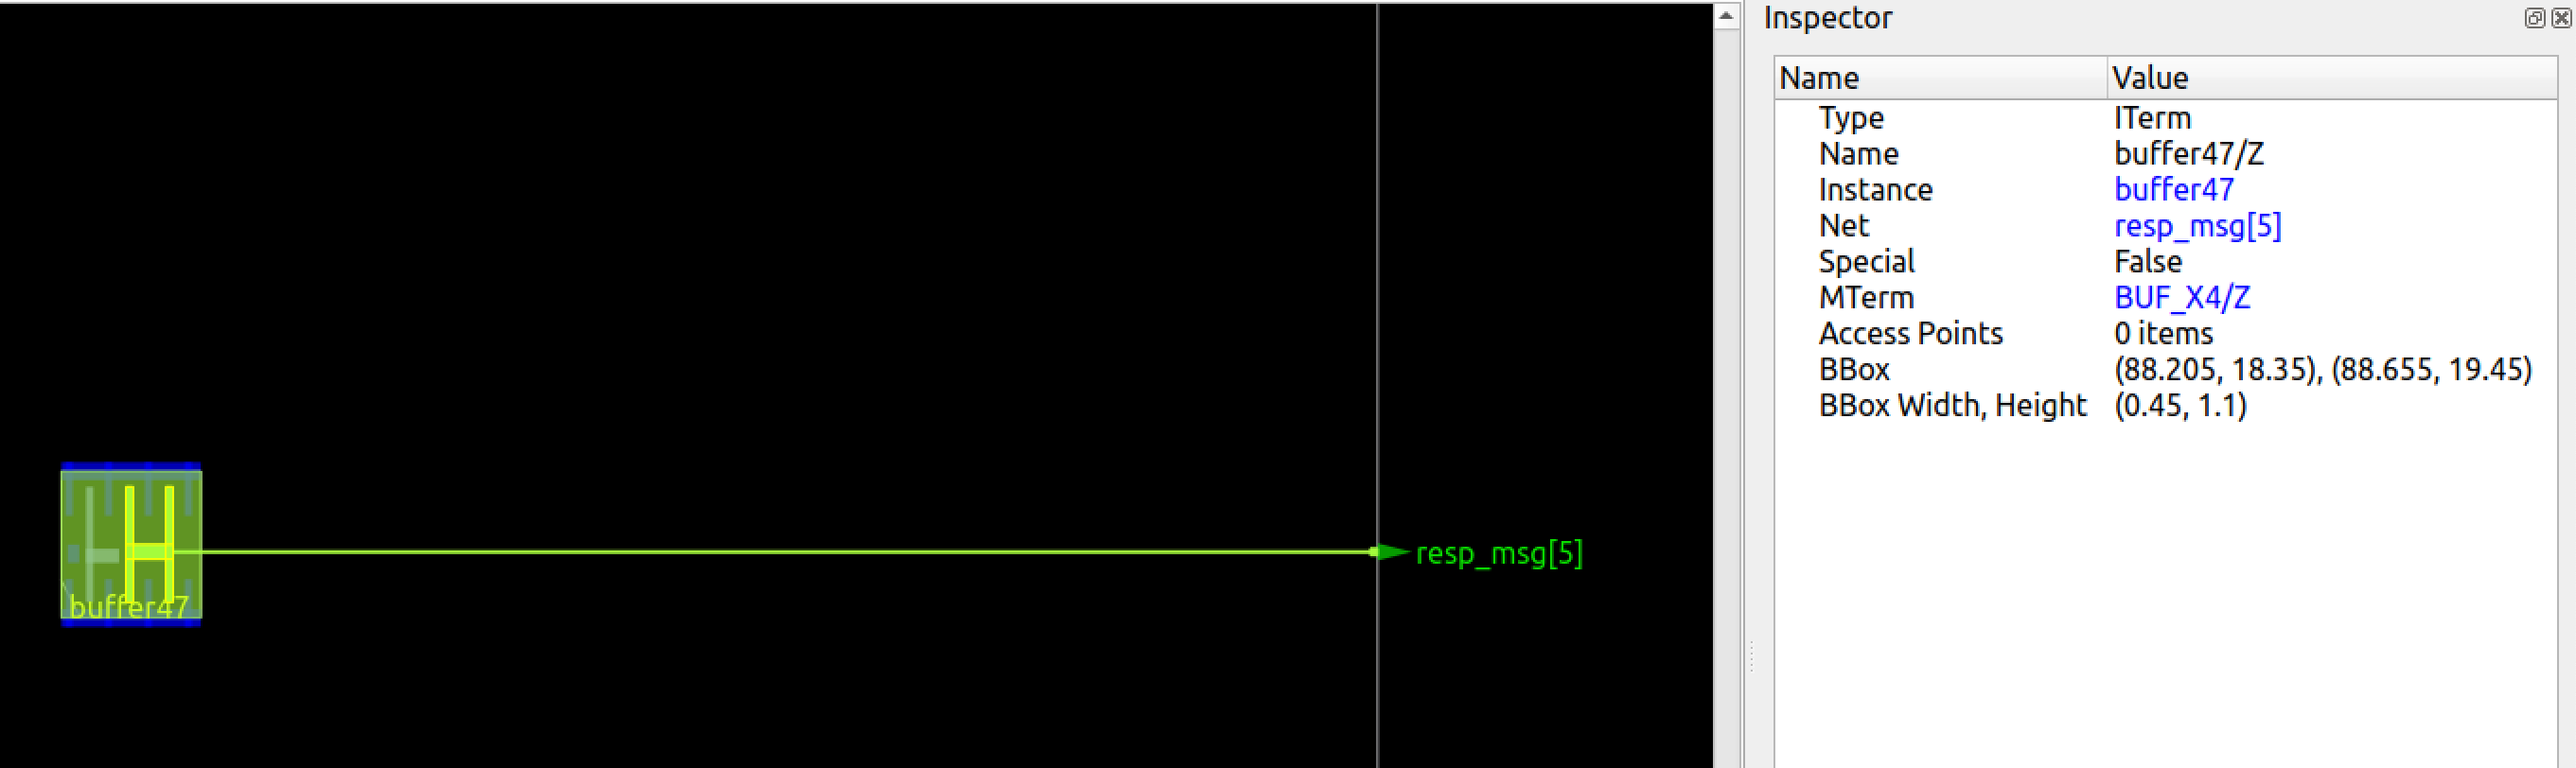 Inspector
Name Value
Type ITerm
Name buffer47/Z
Instance buffer47
Net resp_msg[5]
Special False
MTerm BUF_X4/Z
Access Points 0 items
BBox (88.205, 18.35), (88.655, 19.45)
BBox Width, Height (0.45, 1.1)
resp_msg[5]
buffer47